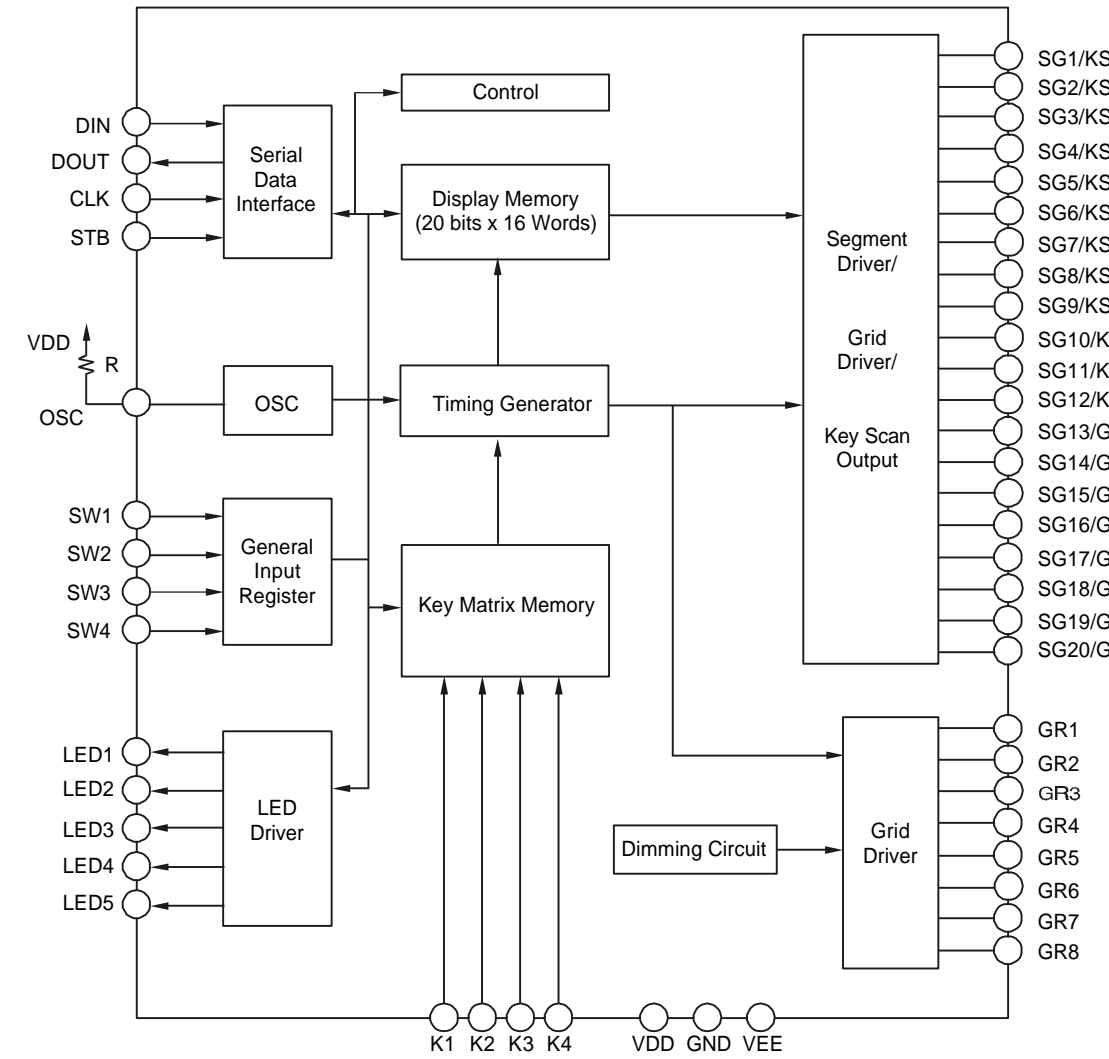 Control
DIN
DOUT
CLK
STB
Serial
Data
Interface
Display Memory
(20 bits x 16 Words)
VDD
R
OSC
OSC
Timing Generator
SW1
SW2
SW3
SW4
General
Input
Register
Key Matrix Memory
LED1
LED2
LED3
LED4
LED5
LED
Driver
Segment
Driver/
Grid
Driver/
Key Scan
Output
SG1/KS
SG2/KS
SG3/KS
SG4/KS
SG5/KS
SG6/KS
SG7/KS
SG8/KS
SG9/KS
SG10/K
SG11/K
SG12/K
SG13/G
SG14/G
SG15/G
SG16/G
SG17/G
SG18/G
SG19/G
SG20/G
Dimming Circuit
Grid
Driver
GR1
GR2
GR3
GR4
GR5
GR6
GR7
GR8
K1 K2 K3 K4 VDD GND VEE